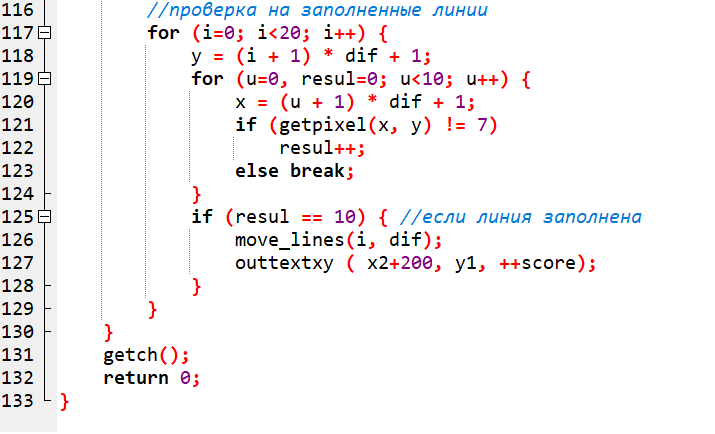 116 //проверка на заполненные линии
117 for (i=0; i<20; i++) {
118 y = (i + 1) * dif + 1;
119 for (u=0, resul=0; u<10; u++) {
120 x = (u + 1) * dif + 1;
121 if (getpixel(x, y) != 7)
122 resul++;
123 else break;
124 }
125 if (resul == 10) { //если линия заполнена
126 move_lines(i, dif);
127 outtextxy ( x2+200, y1, ++score);
128 }
129 }
130 }
131 getch();
132 return 0;
133 }